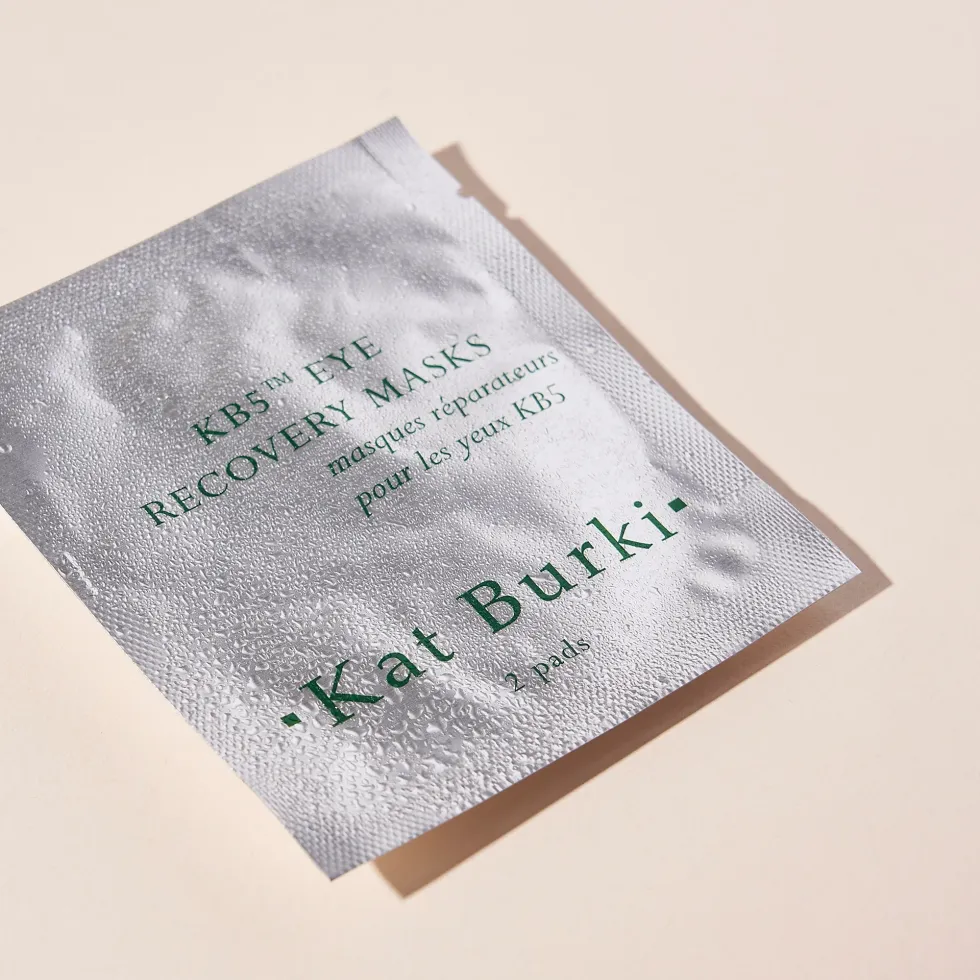 KB5™ EYE
RECOVERY MASKS
masques réparateurs
pour les yeux KB5
·Kat Burki·
2 pads